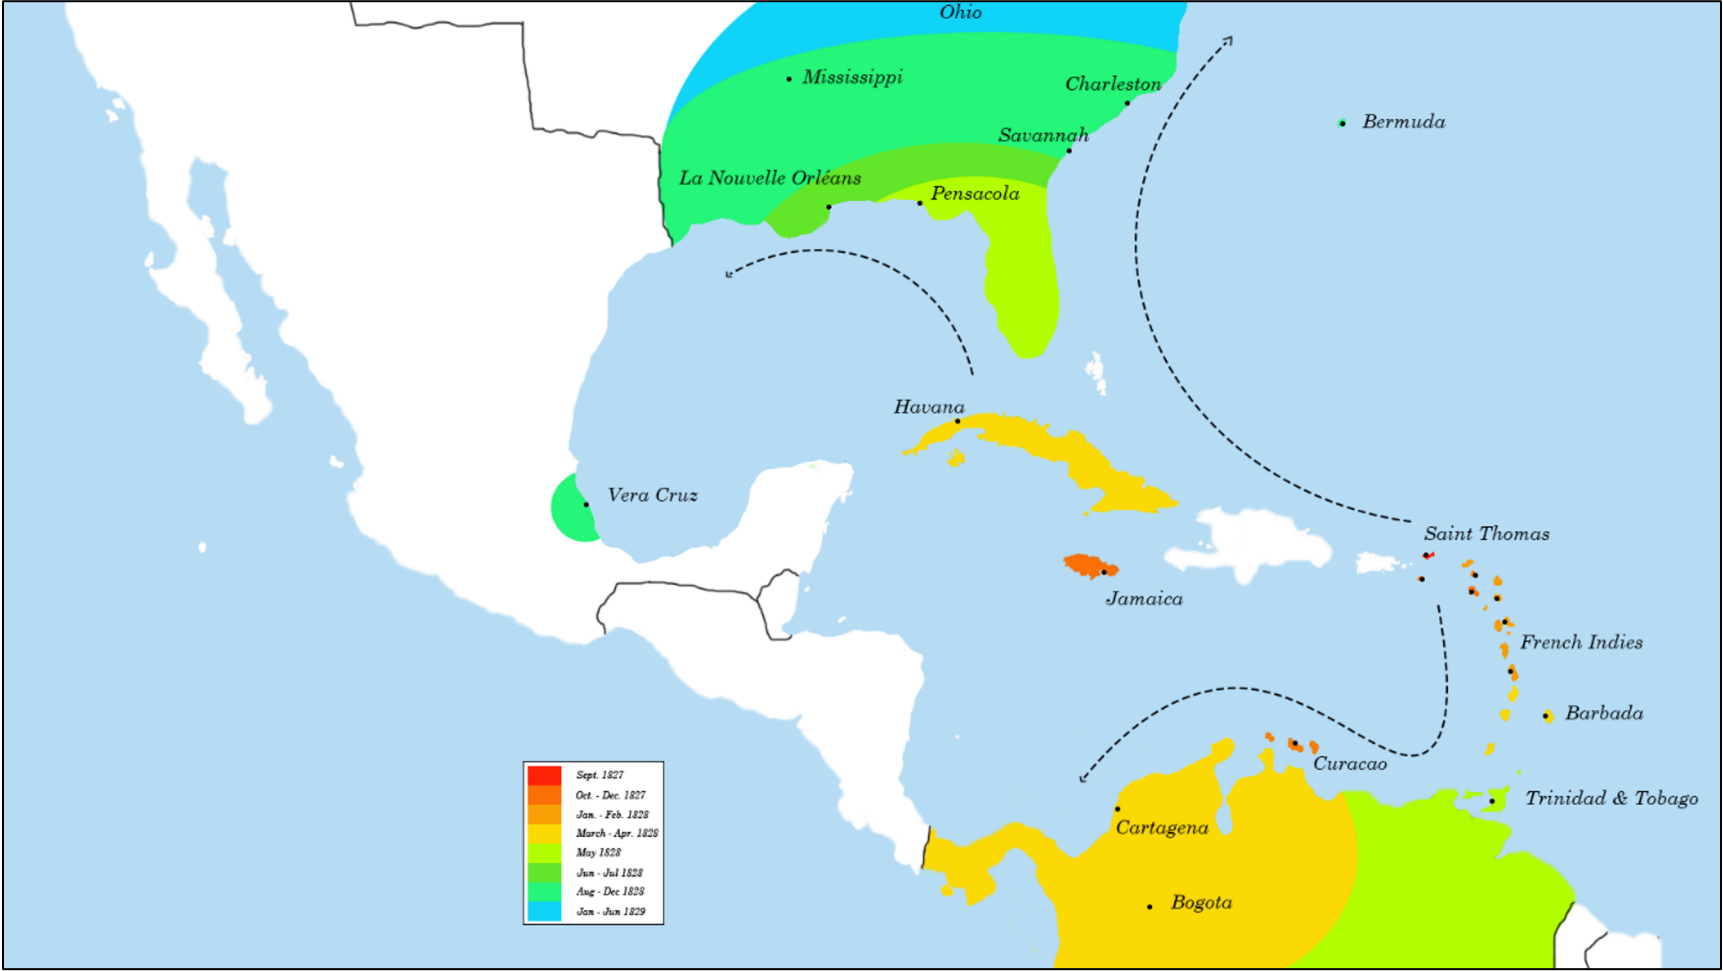 Ohio
Mississippi
Charleston
Bermuda
Savannah
La Nouvelle Orléans
Pensacola
Havana
Vera Cruz
Saint Thomas
Jamaica
French Indies
Barbada
Curacao
Trinidad & Tobago
Cartagena
Bogota
Sept. 1827
Oct. - Dec. 1827
Jan. - Feb. 1828
March - Apr. 1828
May 1828
Jun - Jul 1828
Aug - Dec 1828
Jan - Jun 1829